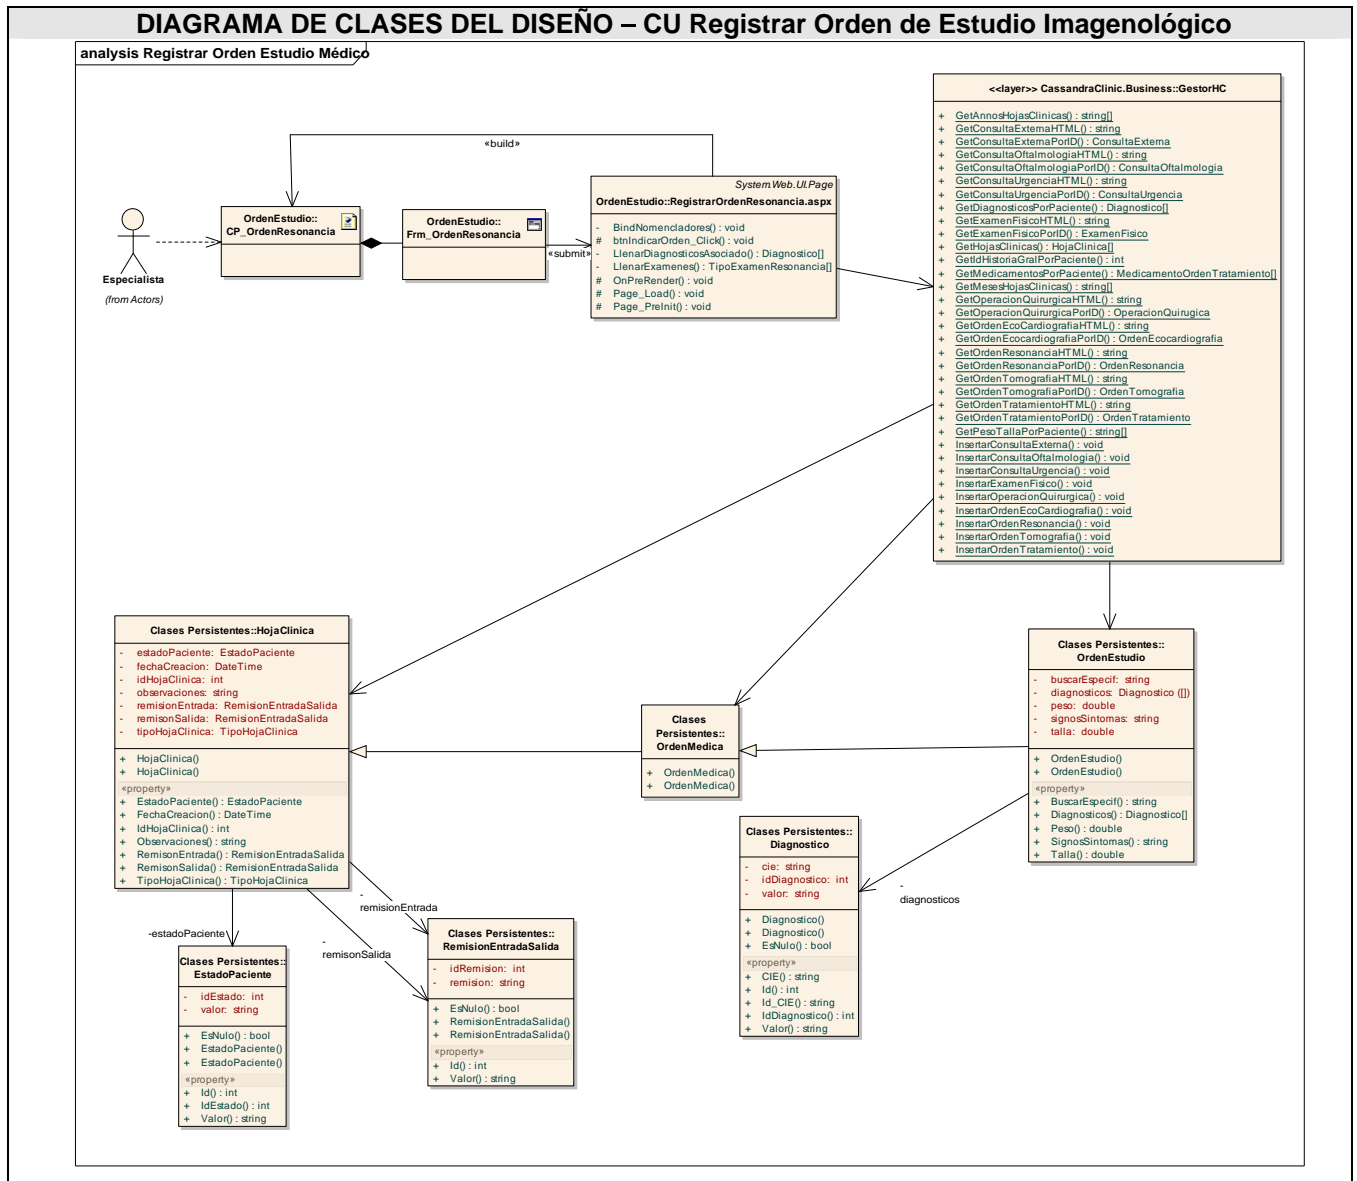 DIAGRAMA DE CLASES DEL DISEÑO – CU Registrar Orden de Estudio Imagenológico
analysis Registrar Orden Estudio Médico
Especialista
(from Actors)
OrdenEstudio::
CP_OrdenResonancia
OrdenEstudio::
Frm_OrdenResonancia
«build»
«submit»
System.Web.UI.Page
OrdenEstudio::RegistrarOrdenResonancia.aspx
- BindNomencladores() : void
# btnIndicarOrden_Click() : void
- LlenarDiagnosticosAsociado() : Diagnostico[]
- LlenarExamenes() : TipoExamenResonancia[]
# OnPreRender() : void
# Page_Load() : void
# Page_PreInit() : void
<<layer>> CassandraClinic.Business::GestorHC
+ GetAnnosHojasClinicas() : string[]
+ GetConsultaExternaHTML() : string
+ GetConsultaExternaPorID() : ConsultaExterna
+ GetConsultaOftalmologiaHTML() : string
+ GetConsultaOftalmologiaPorID() : ConsultaOftalmologia
+ GetConsultaUrgenciaHTML() : string
+ GetConsultaUrgenciaPorID() : ConsultaUrgencia
+ GetDiagnosticosPorPaciente() : Diagnostico[]
+ GetExamenFisicoHTML() : string
+ GetExamenFisicoPorID() : ExamenFisico
+ GetHojasClinicas() : HojaClinica[]
+ GetIdHistoriaGralPorPaciente() : int
+ GetMedicamentosPorPaciente() : MedicamentoOrdenTratamiento[]
+ GetMesesHojasClinicas() : string[]
+ GetOperacionQuirurgicaHTML() : string
+ GetOperacionQuirurgicaPorID() : OperacionQuirugica
+ GetOrdenEcoCardiografiaHTML() : string
+ GetOrdenEcocardiografiaPorID() : OrdenEcocardiografia
+ GetOrdenResonanciaHTML() : string
+ GetOrdenResonanciaPorID() : OrdenResonancia
+ GetOrdenTomografiaHTML() : string
+ GetOrdenTomografiaPorID() : OrdenTomografia
+ GetOrdenTratamientoHTML() : string
+ GetOrdenTratamientoPorID() : OrdenTratamiento
+ GetPesoTallaPorPaciente() : string[]
+ InsertarConsultaExterna() : void
+ InsertarConsultaOftalmologia() : void
+ InsertarConsultaUrgencia() : void
+ InsertarExamenFisico() : void
+ InsertarOperacionQuirurgica() : void
+ InsertarOrdenEcoCardiografia() : void
+ InsertarOrdenResonancia() : void
+ InsertarOrdenTomografia() : void
+ InsertarOrdenTratamiento() : void
Clases Persistentes::HojaClinica
- estadoPaciente: EstadoPaciente
- fechaCreacion: DateTime
- idHojaClinica: int
- observaciones: string
- remisionEntrada: RemisionEntradaSalida
- remisonSalida: RemisionEntradaSalida
- tipoHojaClinica: TipoHojaClinica
+ HojaClinica()
+ HojaClinica()
«property»
+ EstadoPaciente() : EstadoPaciente
+ FechaCreacion() : DateTime
+ IdHojaClinica() : int
+ Observaciones() : string
+ RemisonEntrada() : RemisionEntradaSalida
+ RemisonSalida() : RemisionEntradaSalida
+ TipoHojaClinica() : TipoHojaClinica
Clases
Persistentes::
OrdenMedica
+ OrdenMedica()
+ OrdenMedica()
Clases Persistentes::
OrdenEstudio
- buscarEspecif: string
- diagnosticos: Diagnostico ([])
- peso: double
- signosSintomas: string
- talla: double
+ OrdenEstudio()
+ OrdenEstudio()
«property»
+ BuscarEspecif() : string
+ Diagnosticos() : Diagnostico[]
+ Peso() : double
+ SignosSintomas() : string
+ Talla() : double
Clases Persistentes::
Diagnostico
- cie: string
- idDiagnostico: int
- valor: string
+ Diagnostico()
+ Diagnostico()
+ EsNulo() : bool
«property»
+ CIE() : string
+ Id() : int
+ Id_CIE() : string
+ IdDiagnostico() : int
+ Valor() : string
-
diagnosticos
-
remisionEntrada
-
remisonSalida
-estadoPaciente
Clases Persistentes::
EstadoPaciente
- idEstado: int
- valor: string
+ EsNulo() : bool
+ EstadoPaciente()
+ EstadoPaciente()
«property»
+ Id() : int
+ IdEstado() : int
+ Valor() : string
Clases Persistentes::
RemisionEntradaSalida
- idRemision: int
- remision: string
+ EsNulo() : bool
+ RemisionEntradaSalida()
+ RemisionEntradaSalida()
«property»
+ Id() : int
+ Valor() : string